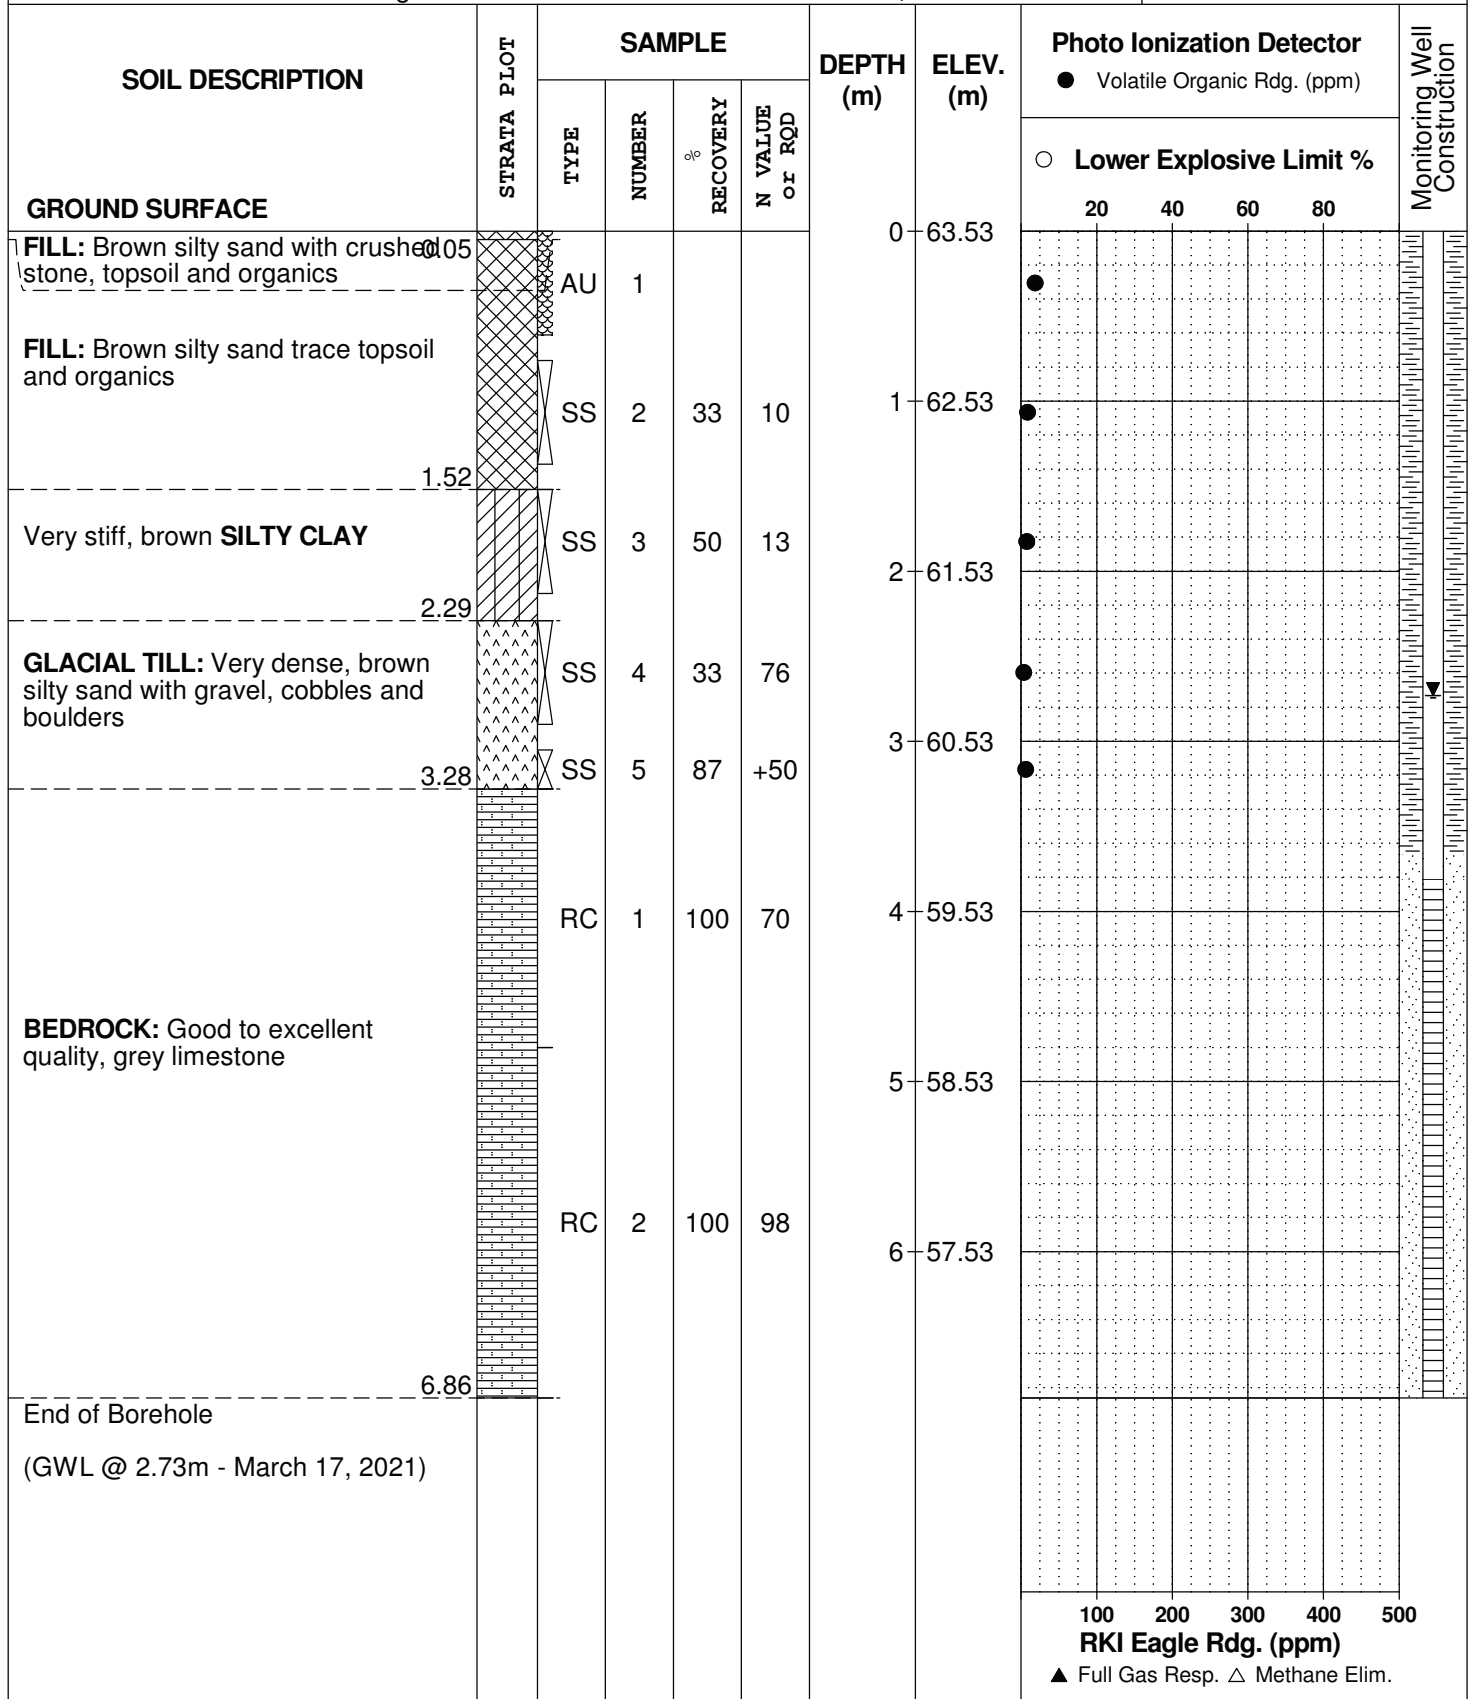 SOIL DESCRIPTION
GROUND SURFACE
STRATA PLOT
SAMPLE
TYPE
NUMBER
% RECOVERY
N VALUE or RQD
DEPTH (m)
ELEV. (m)
Photo Ionization Detector
● Volatile Organic Rdg. (ppm)
○ Lower Explosive Limit %
20 40 60 80
Monitoring Well Construction
0 63.53
FILL: Brown silty sand with crushed 0.05
stone, topsoil and organics
AU 1
FILL: Brown silty sand trace topsoil
and organics
1 62.53
SS 2 33 10
1.52
Very stiff, brown SILTY CLAY
SS 3 50 13
2 61.53
2.29
GLACIAL TILL: Very dense, brown
silty sand with gravel, cobbles and
boulders
SS 4 33 76
3 60.53
SS 5 87 +50
3.28
RC 1 100 70
4 59.53
BEDROCK: Good to excellent
quality, grey limestone
5 58.53
RC 2 100 98
6 57.53
6.86
End of Borehole
(GWL @ 2.73m - March 17, 2021)
100 200 300 400 500
RKI Eagle Rdg. (ppm)
▲ Full Gas Resp. △ Methane Elim.